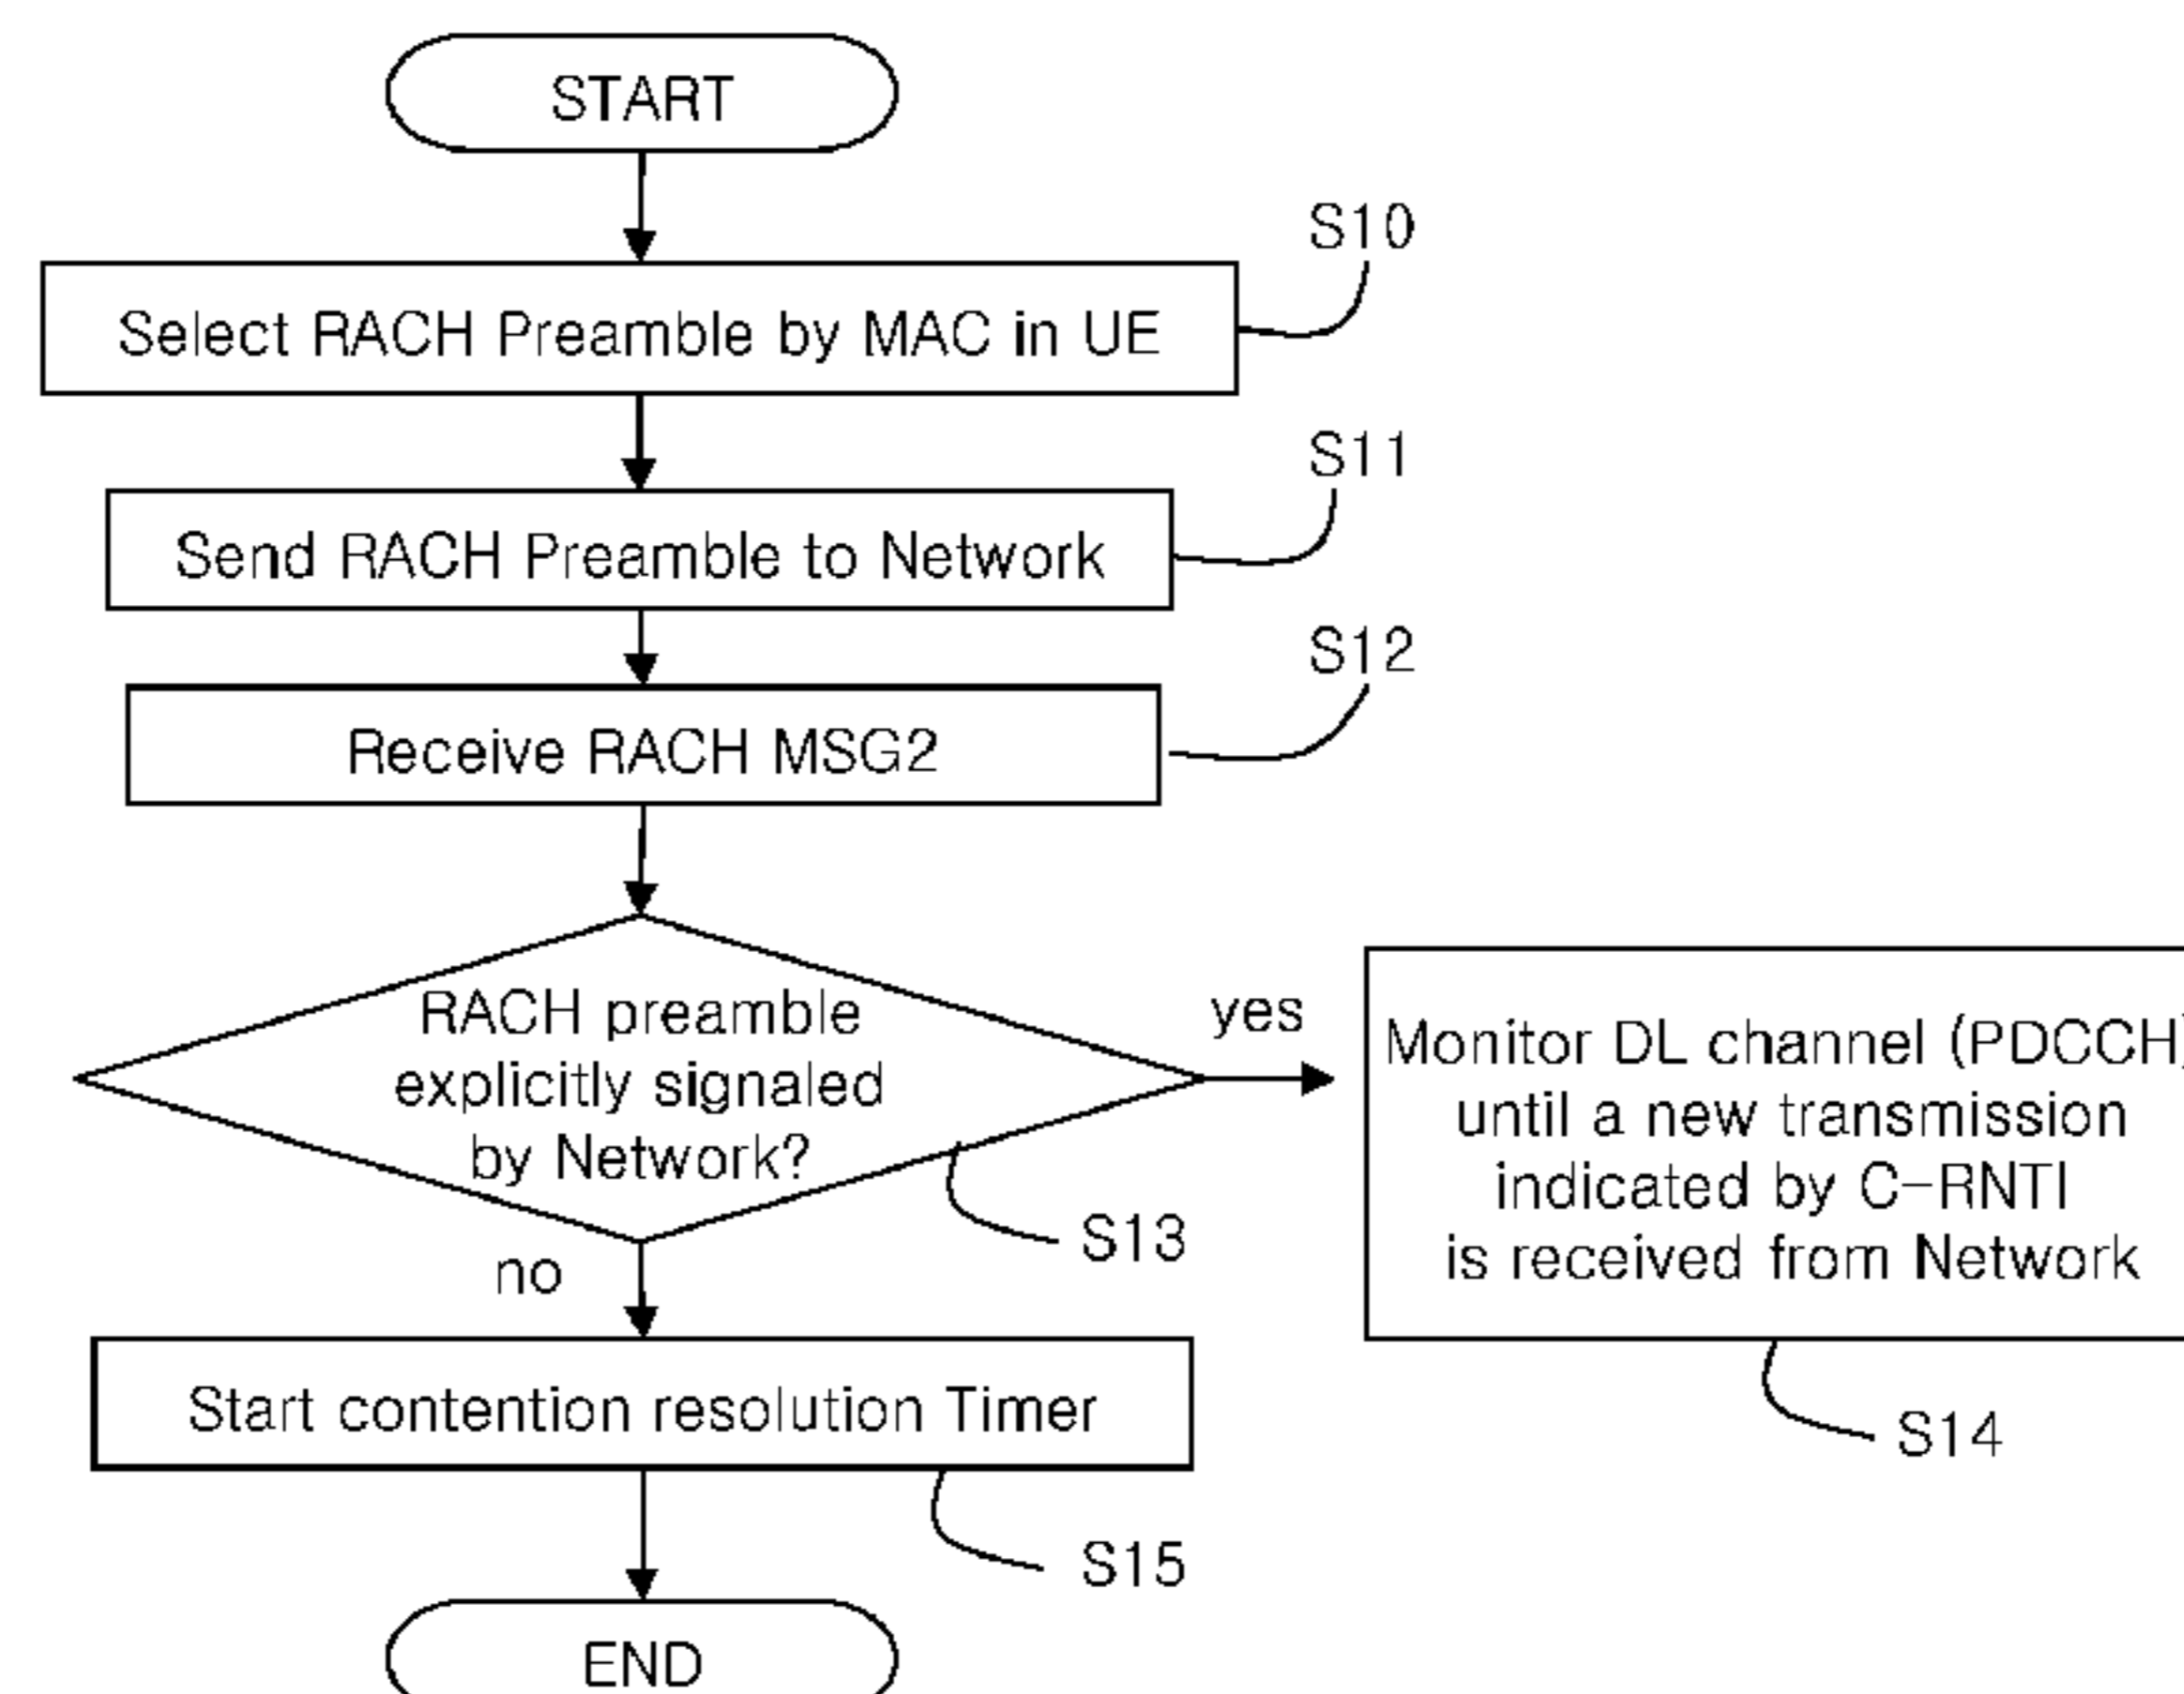 START
S10
Select RACH Preamble by MAC in UE
S11
Send RACH Preamble to Network
S12
Receive RACH MSG2
RACH preamble
explicitly signaled
by Network?
yes
Monitor DL channel (PDCCH)
until a new transmission
indicated by C-RNTI
is received from Network
S13
no
S14
Start contention resolution Timer
S15
END